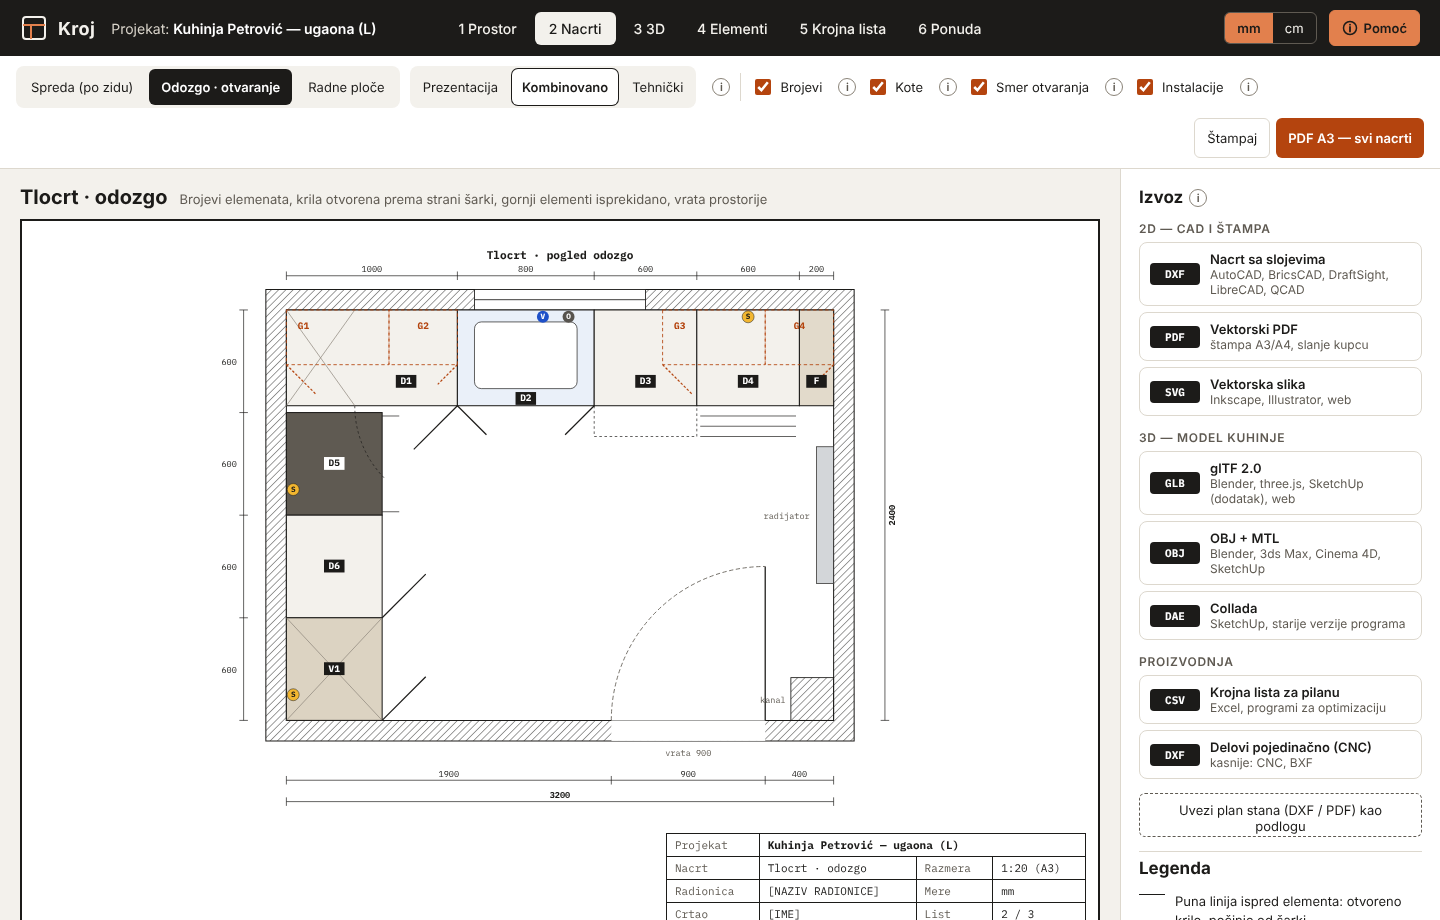 Kroj Projekat: Kuhinja Petrović — ugaona (L) 1 Prostor 2 Nacrti 3 3D 4 Elementi 5 Krojna lista 6 Ponuda mm cm i Pomoć
Spreda (po zidu) Odozgo · otvaranje Radne ploče Prezentacija Kombinovano Tehnički i Brojevi i Kote i Smer otvaranja i Instalacije i
Štampaj PDF A3 — svi nacrti
Tlocrt · odozgo Brojevi elemenata, krila otvorena prema strani šarki, gornji elementi isprekidano, vrata prostorije
Tlocrt · pogled odozgo
1000 800 600 600 200
V O S
G1 G2 G3 G4
600
D1 D2 D3 D4 F
600 D5
S
radijator
2400
600 D6
600 V1
S
kanal
vrata 900
1900 900 400
3200
Projekat Kuhinja Petrović — ugaona (L)
Nacrt Tlocrt · odozgo Razmera 1:20 (A3)
Radionica [NAZIV RADIONICE] Mere mm
Crtao [IME] List 2 / 3
Izvoz i
2D — CAD I ŠTAMPA
DXF Nacrt sa slojevima
AutoCAD, BricsCAD, DraftSight,
LibreCAD, QCAD
PDF Vektorski PDF
štampa A3/A4, slanje kupcu
SVG Vektorska slika
Inkscape, Illustrator, web
3D — MODEL KUHINJE
GLB glTF 2.0
Blender, three.js, SketchUp
(dodatak), web
OBJ OBJ + MTL
Blender, 3ds Max, Cinema 4D,
SketchUp
DAE Collada
SketchUp, starije verzije programa
PROIZVODNJA
CSV Krojna lista za pilanu
Excel, programi za optimizaciju
DXF Delovi pojedinačno (CNC)
kasnije: CNC, BXF
Uvezi plan stana (DXF / PDF) kao
podlogu
Legenda
Puna linija ispred elementa: otvoreno
krilo, počinje od šarki